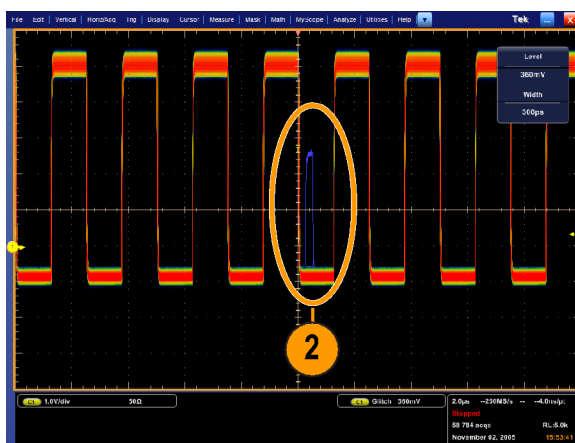 File Edit Vertical Horiz/Acq Trig Display Cursor Measure Mask Math MyScope Analyze Utilities Help Tek X
Level
360mV
Width
300ps
2
C1 1.0V/div 50Ω
C1 Glitch 360mV
2.0µs --250MS/s -- --4.0ns/pt
Stopped
58 784 acqs RL:5.0k
November 02, 2005 15:53:41